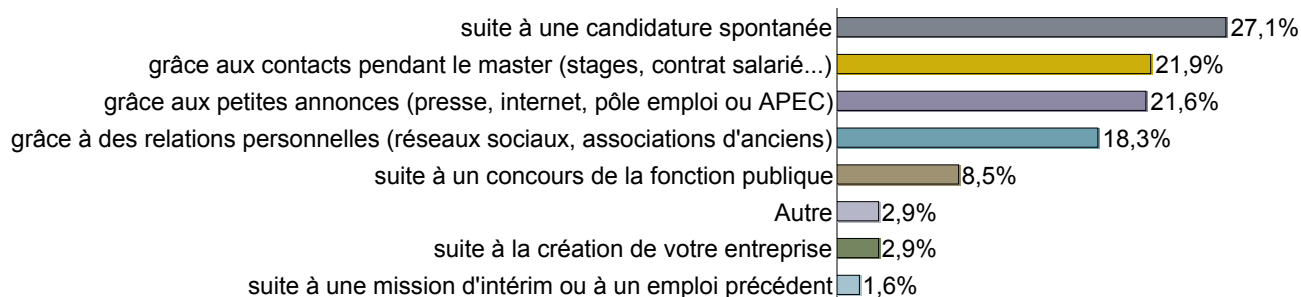 suite à une candidature spontanée 27,1%
grâce aux contacts pendant le master (stages, contrat salarié...) 21,9%
grâce aux petites annonces (presse, internet, pôle emploi ou APEC) 21,6%
grâce à des relations personnelles (réseaux sociaux, associations d'anciens) 18,3%
suite à un concours de la fonction publique 8,5%
Autre 2,9%
suite à la création de votre entreprise 2,9%
suite à une mission d'intérim ou à un emploi précédent 1,6%